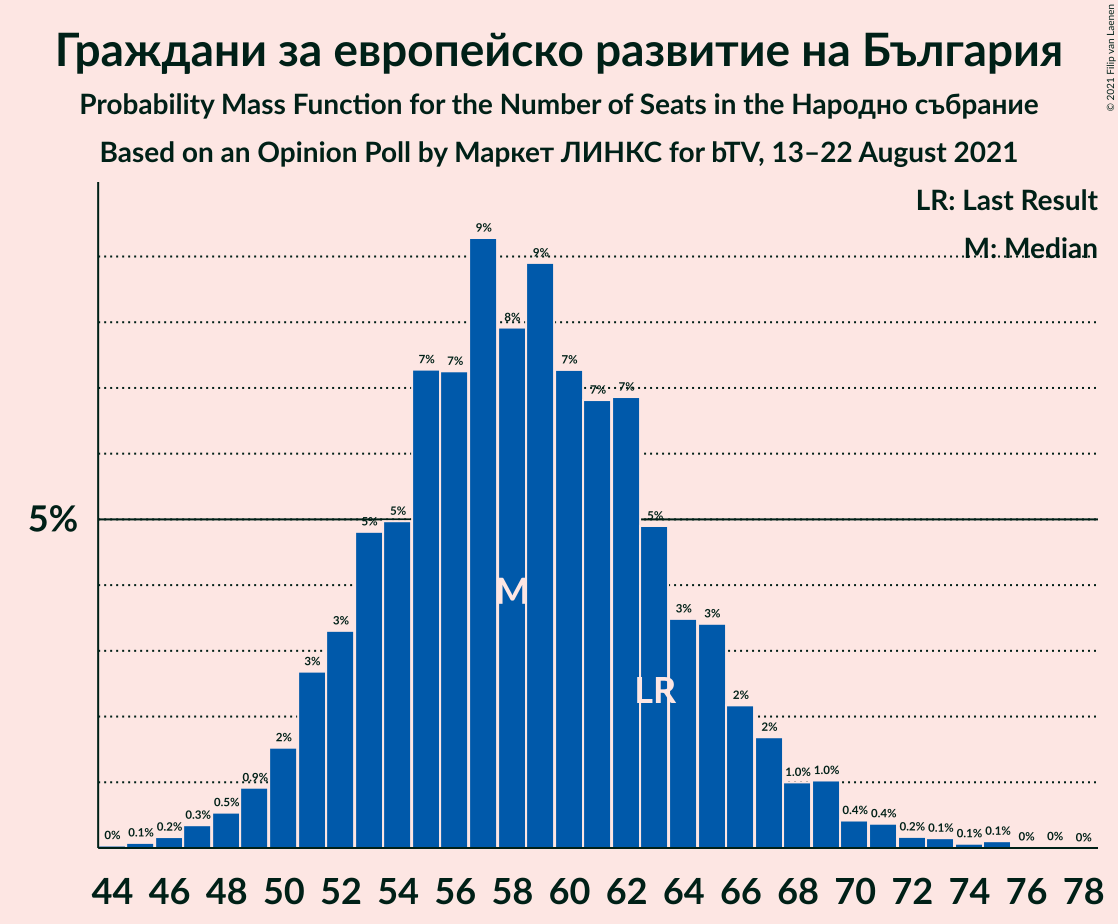 Граждани за европейско развитие на България
Probability Mass Function for the Number of Seats in the Народно събрание
Based on an Opinion Poll by Маркет ЛИНКС for bTV, 13–22 August 2021
© 2021 Filip van Laenen
LR: Last Result
M: Median
5%
0% 0.1% 0.2% 0.3% 0.5% 0.9% 2% 3% 3% 5% 5% 7% 7% 9% 8% 9% 7% 7% 7% 5% 3% 3% 2% 2% 1.0% 1.0% 0.4% 0.4% 0.2% 0.1% 0.1% 0.1% 0% 0% 0%
M
LR
44 46 48 50 52 54 56 58 60 62 64 66 68 70 72 74 76 78